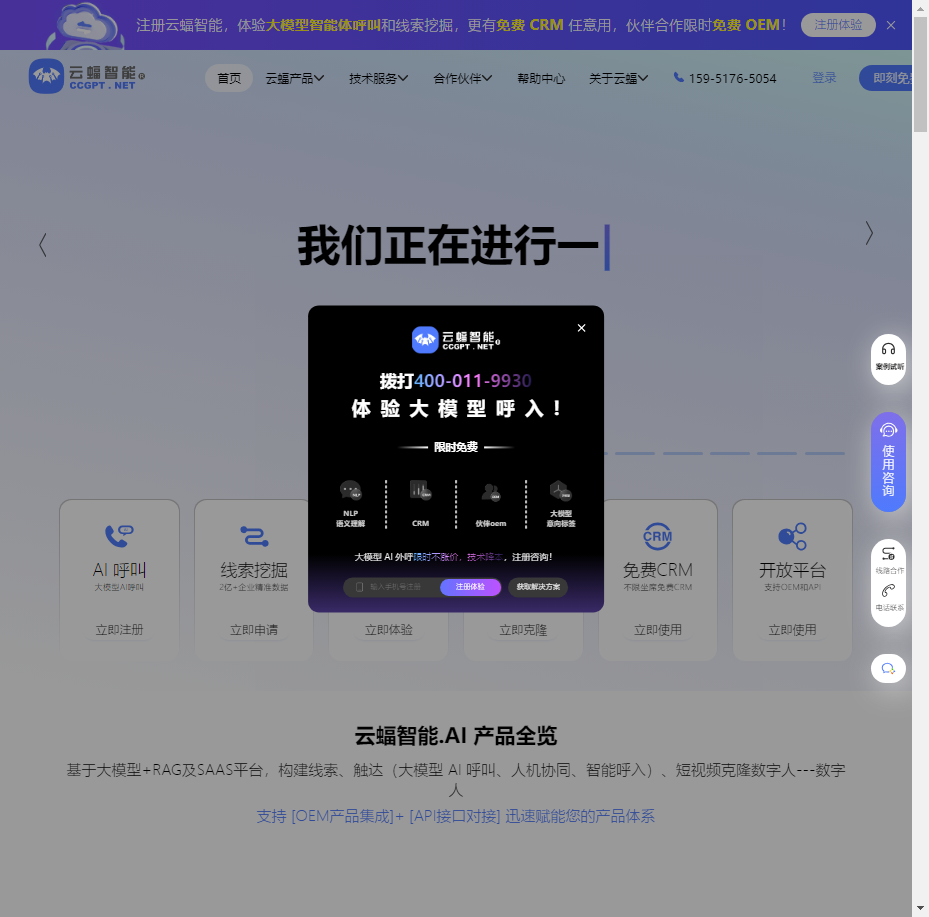 注册云蝠智能，体验大模型智能体呼叫和线索挖掘，更有免费 CRM 任意用，伙伴合作限时免费 OEM！
注册体验
云蝠智能
CCGPT . NET
首页
云蝠产品
技术服务
合作伙伴
帮助中心
关于云蝠
159-5176-5054
登录
即刻免
我们正在进行一
云蝠智能
CCGPT . NET
拨打400-011-9930
体验大模型呼入！
限时免费
NLP
语义理解
CRM
伙伴oem
大模型
意向标签
大模型 AI 外呼限时不涨价，技术降工，注册咨询！
输入手机号注册
注册体验
获取解决方案
案例试听
使用咨询
线路合作
电话联系
AI 呼叫
大模型AI呼叫
立即注册
线索挖掘
2亿+企业精准数据
立即申请
立即体验
立即克隆
CRM
免费CRM
不限坐席免费CRM
立即使用
开放平台
支持OEM和API
立即使用
云蝠智能.AI 产品全览
基于大模型+RAG及SAAS平台，构建线索、触达（大模型 AI 呼叫、人机协同、智能呼入）、短视频克隆数字人---数字
人
支持 [OEM产品集成]+ [API接口对接] 迅速赋能您的产品体系